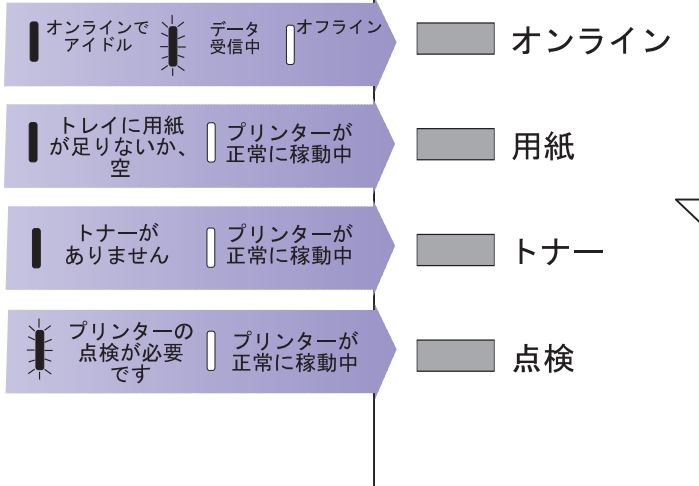 オンラインで
アイドル
データ
受信中
オフライン
オンライン
トレイに用紙
が足りないか、
空
プリンターが
正常に稼動中
用紙
トナーが
ありません
プリンターが
正常に稼動中
トナー
プリンターの
点検が必要
です
プリンターが
正常に稼動中
点検